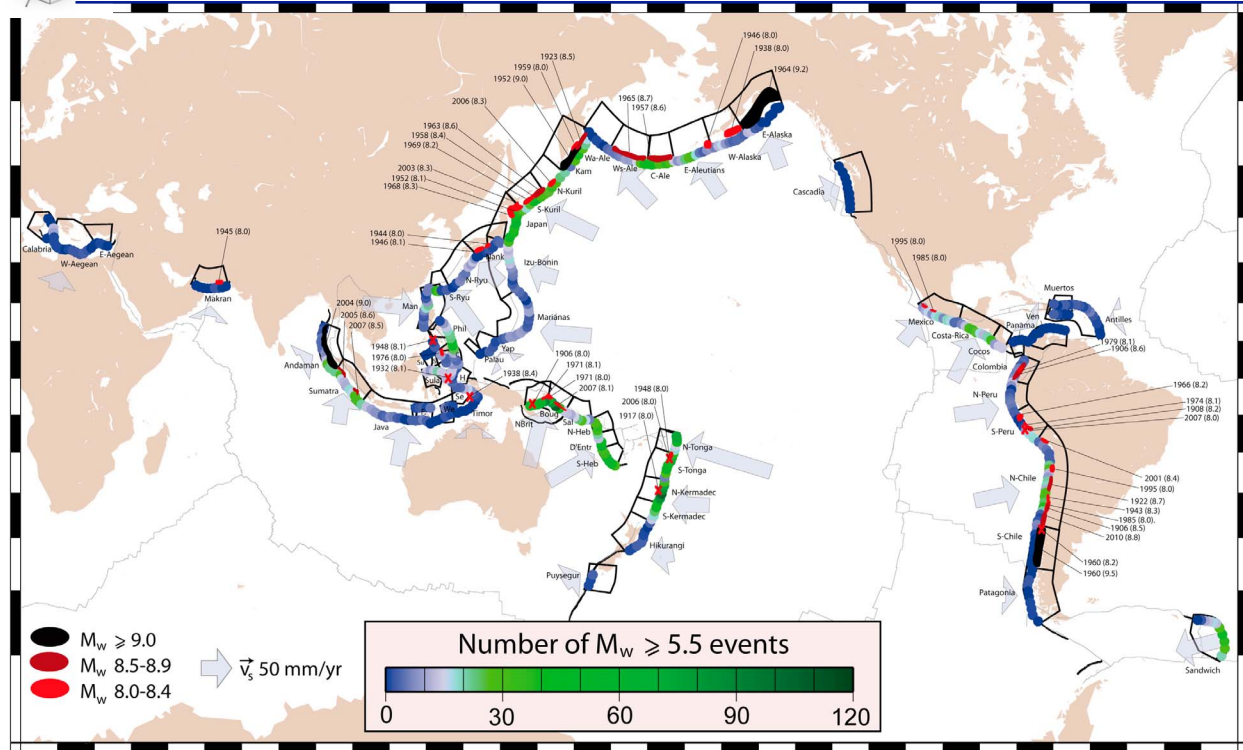 1946 (8.0)
1938 (8.0)
1964 (9.2)
1923 (8.5)
1959 (8.0)
1952 (9.0)
2006 (8.3)
1965 (8.7)
1957 (8.6)
1963 (8.6)
1958 (8.4)
1969 (8.2)
2003 (8.3)
1952 (8.1)
1968 (8.3)
E-Alaska
W-Alaska
E-Aleutians
C-Ale
Ws-Ale
Wa-Ale
Kam
N-Kuril
S-Kuril
Japan
Cascadia
Calabria
W-Aegean
E-Aegean
1945 (8.0)
Makran
1944 (8.0)
1946 (8.1)
Nank
Izu-Bonin
N-Ryu
S-Ryu
Man
Marianas
Phil
Yap
Palau
2004 (9.0)
2005 (8.6)
2007 (8.5)
Andaman
Sumatra
Java
1948 (8.1)
1976 (8.0)
1932 (8.1)
Sula
H
Se
We
Timor
1938 (8.4)
1906 (8.0)
1971 (8.1)
1971 (8.0)
2007 (8.1)
NBrit
Boug
Sal
N-Heb
D'Entr
S-Heb
1948 (8.0)
2006 (8.0)
1917 (8.0)
N-Tonga
S-Tonga
N-Kermadec
S-Kermadec
Hikurangi
Puysegur
1995 (8.0)
1985 (8.0)
Mexico
Costa-Rica
Cocos
Muertos
Ven
Panama
Antilles
1979 (8.1)
1906 (8.6)
Colombia
N-Peru
S-Peru
1966 (8.2)
1974 (8.1)
1908 (8.2)
2007 (8.0)
2001 (8.4)
1995 (8.0)
1922 (8.7)
1943 (8.3)
1985 (8.0).
1906 (8.5)
2010 (8.8)
N-Chile
S-Chile
1960 (8.2)
1960 (9.5)
Patagonia
Sandwich
M_w ⩾ 9.0
M_w 8.5-8.9
M_w 8.0-8.4
v⃗_s 50 mm/yr
Number of M_w ⩾ 5.5 events
0 30 60 90 120